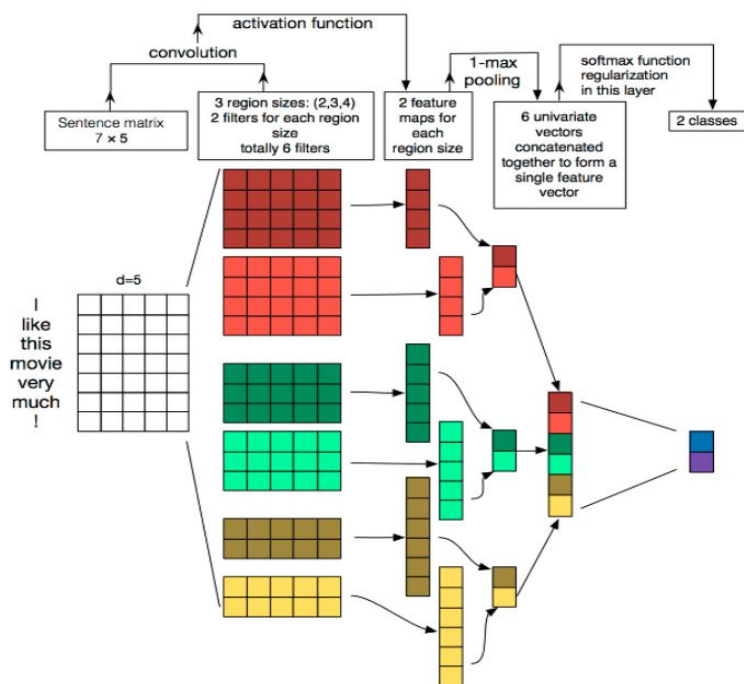 activation function
convolution
1-max
pooling
softmax function
regularization
in this layer
Sentence matrix
7 × 5
3 region sizes: (2,3,4)
2 filters for each region
size
totally 6 filters
2 feature
maps for
each
region size
6 univariate
vectors
concatenated
together to form a
single feature
vector
2 classes
d=5
I
like
this
movie
very
much
!